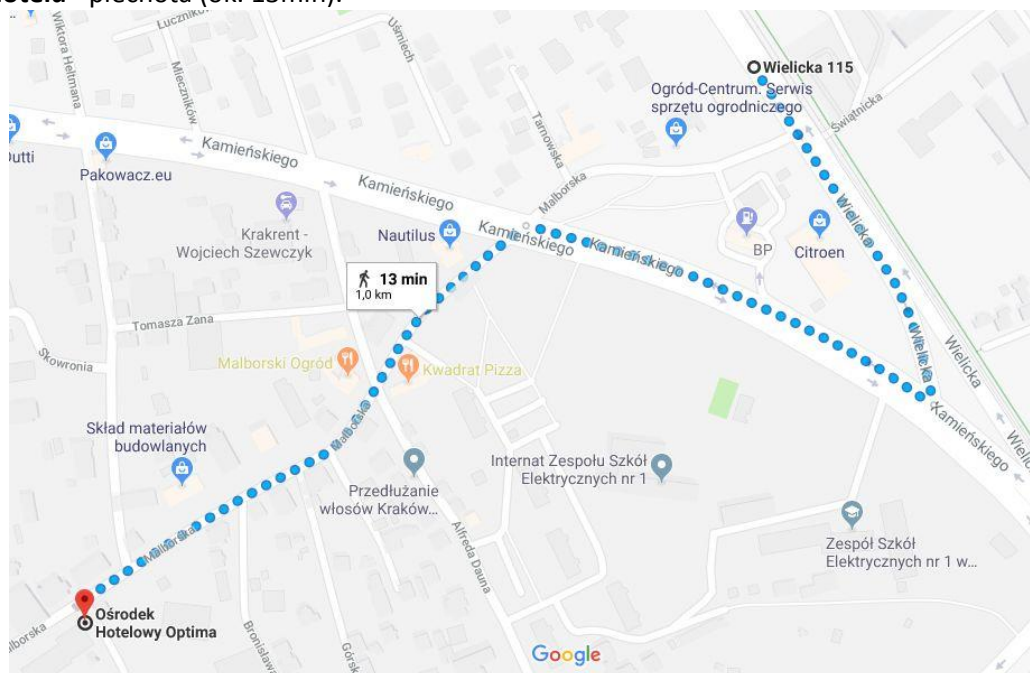 piechotą (ok. 13min).
Łuczników
Wiktora Heltmana
Mieczników
Uśmiech
Tarnowska
Wielicka 115
Ogród-Centrum. Serwis
sprzętu ogrodniczego
Świątnicka
Kamieńskiego
Pakowacz.eu
Kamieńskiego
Malborska
Krakrent -
Wojciech Szewczyk
Nautilus
Kamieńskiego
Kamieńskiego
BP
Citroen
Wielicka
13 min
1,0 km
Tomasza Zana
Skowronia
Malborski Ogród
Kwadrat Pizza
Wielicka
Wielicka
Kamieńskiego
Malborska
Skład materiałów
budowlanych
Internat Zespołu Szkół
Elektrycznych nr 1
Przedłużanie
włosów Kraków...
Alfreda Dauna
Zespół Szkół
Elektrycznych nr 1 w...
Malborska
Ośrodek
Hotelowy Optima
Google